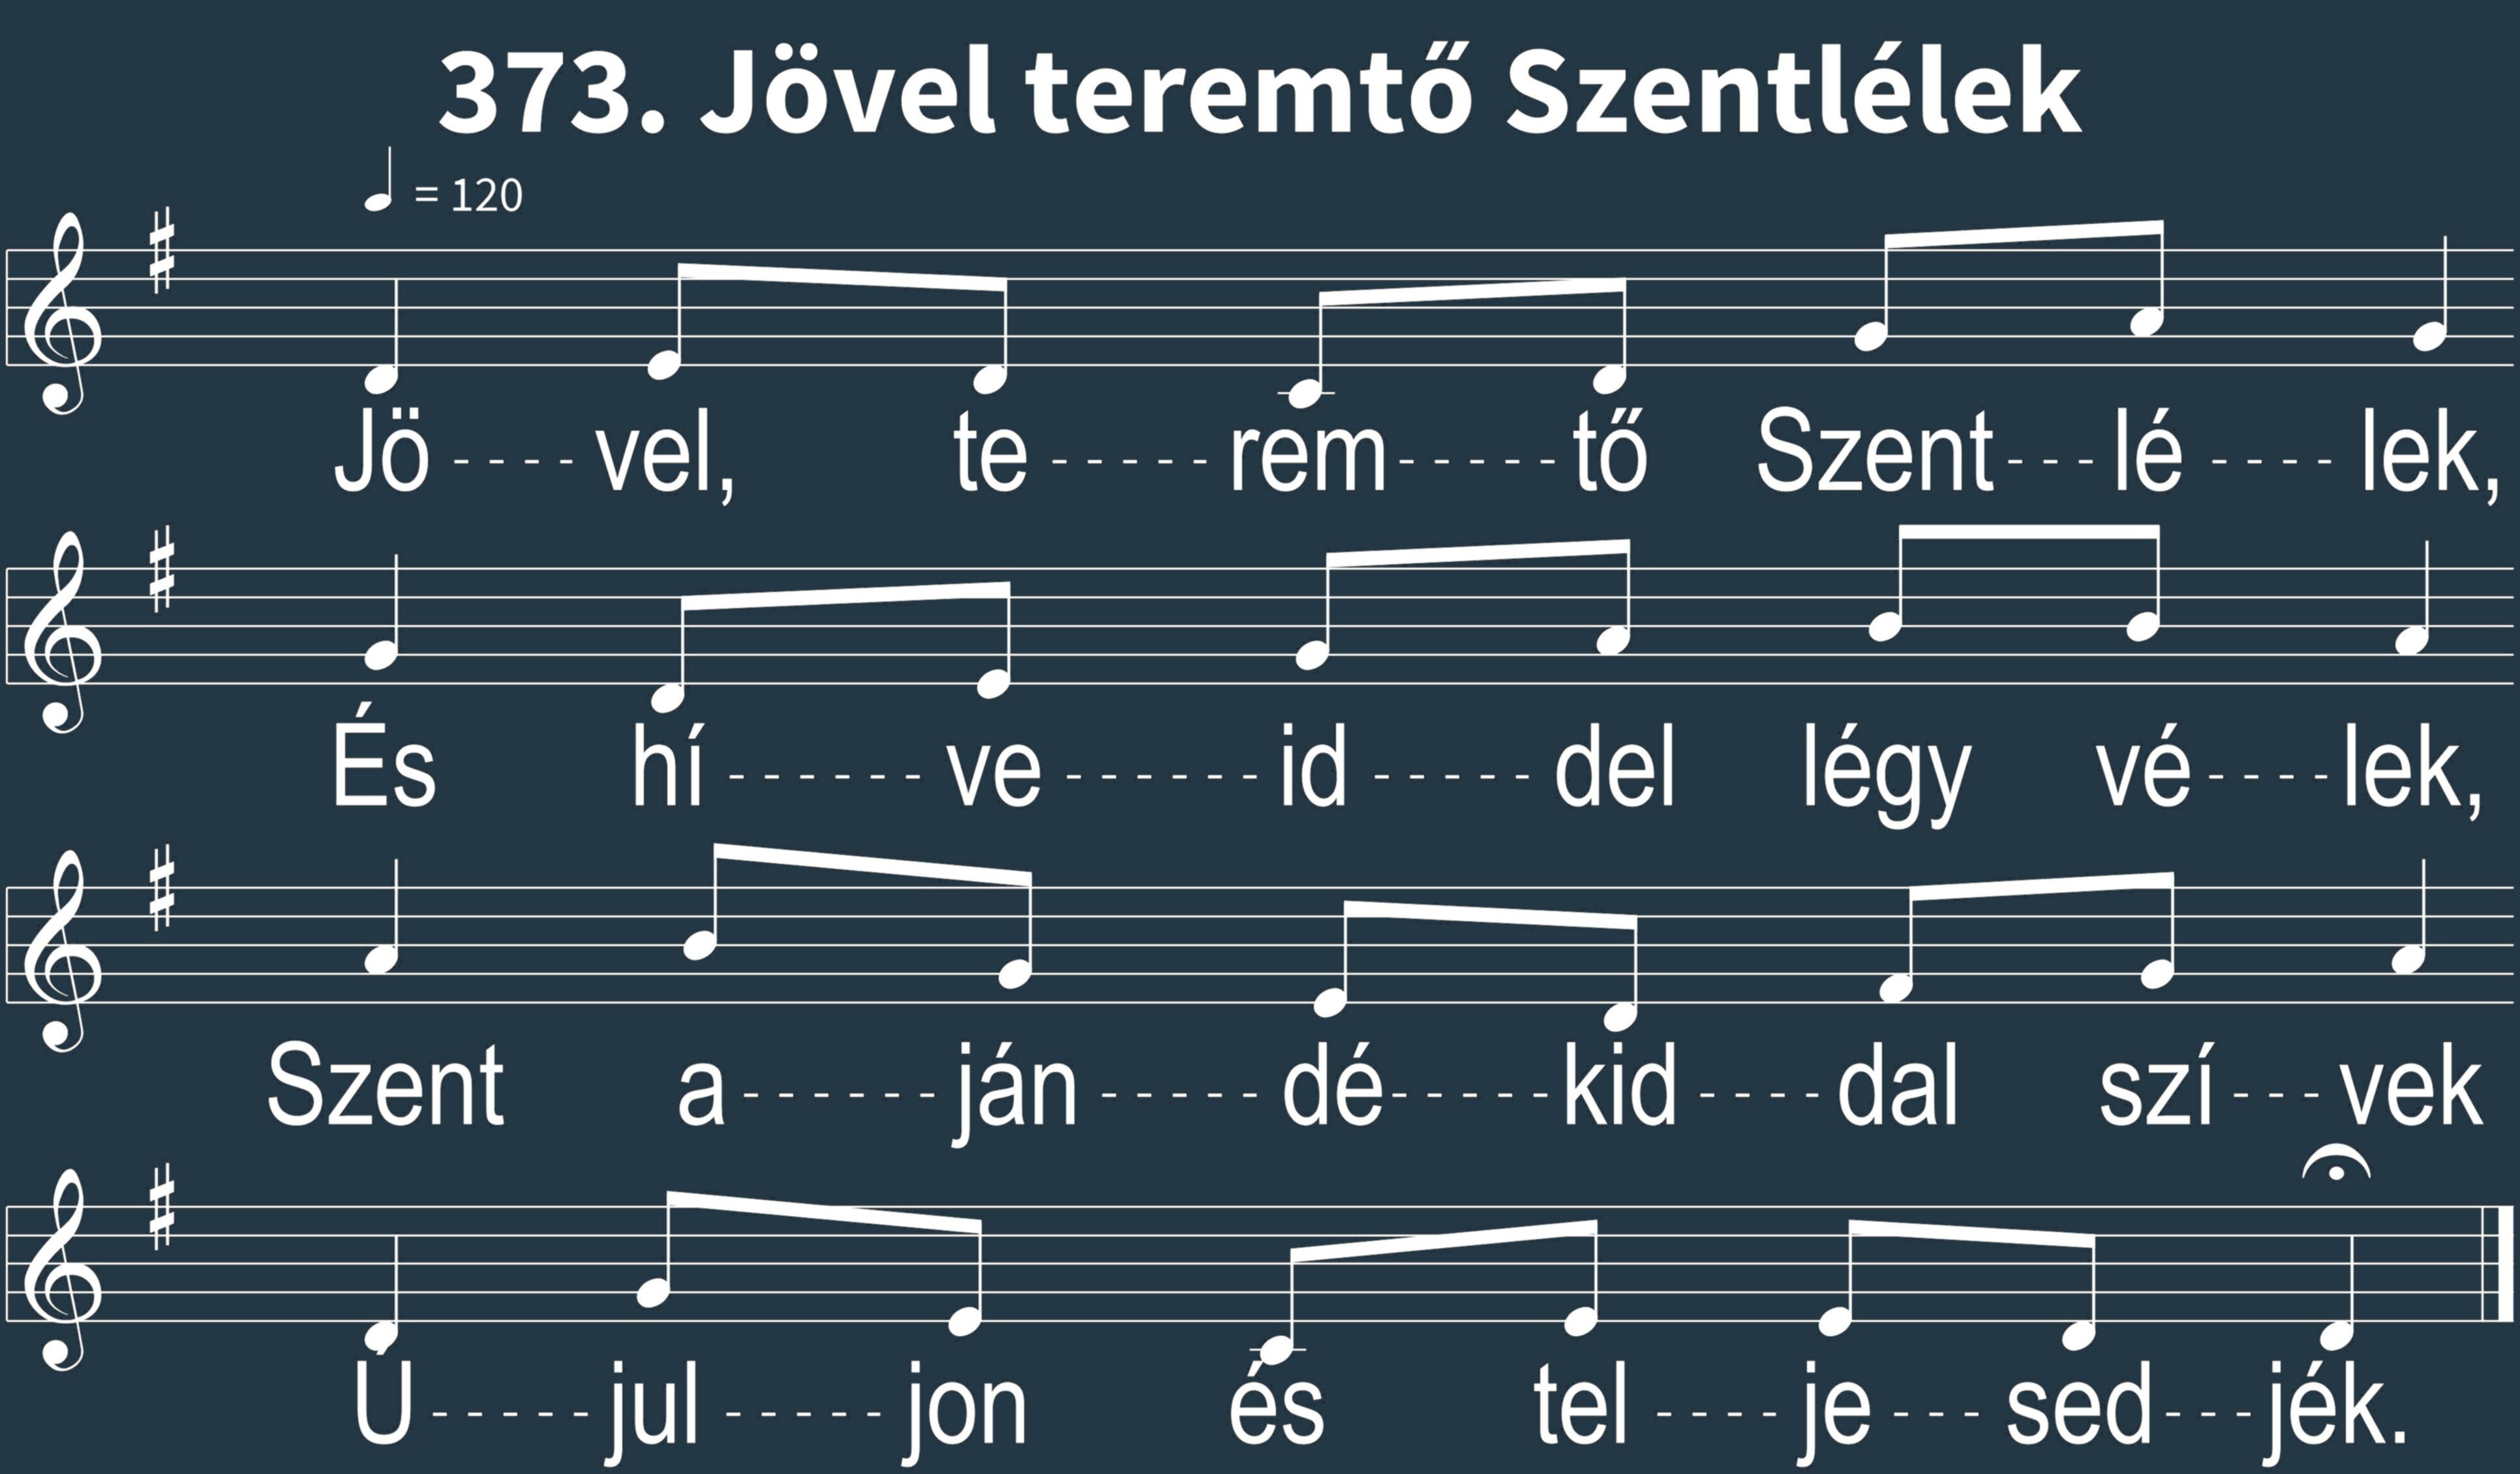 373. Jövel teremtő Szentlélek
= 120
Jö - - - - vel, te - - - - - rem - - - - - tő Szent - - - lé - - - - lek,
És hí - - - - - - ve - - - - - - id - - - - - del légy vé - - - - lek,
Szent a - - - - - - ján - - - - - dé - - - - - kid - - - - dal szí - - - vek
Ú - - - - - jul - - - - - jon és tel - - - - je - - - sed - - - jék.